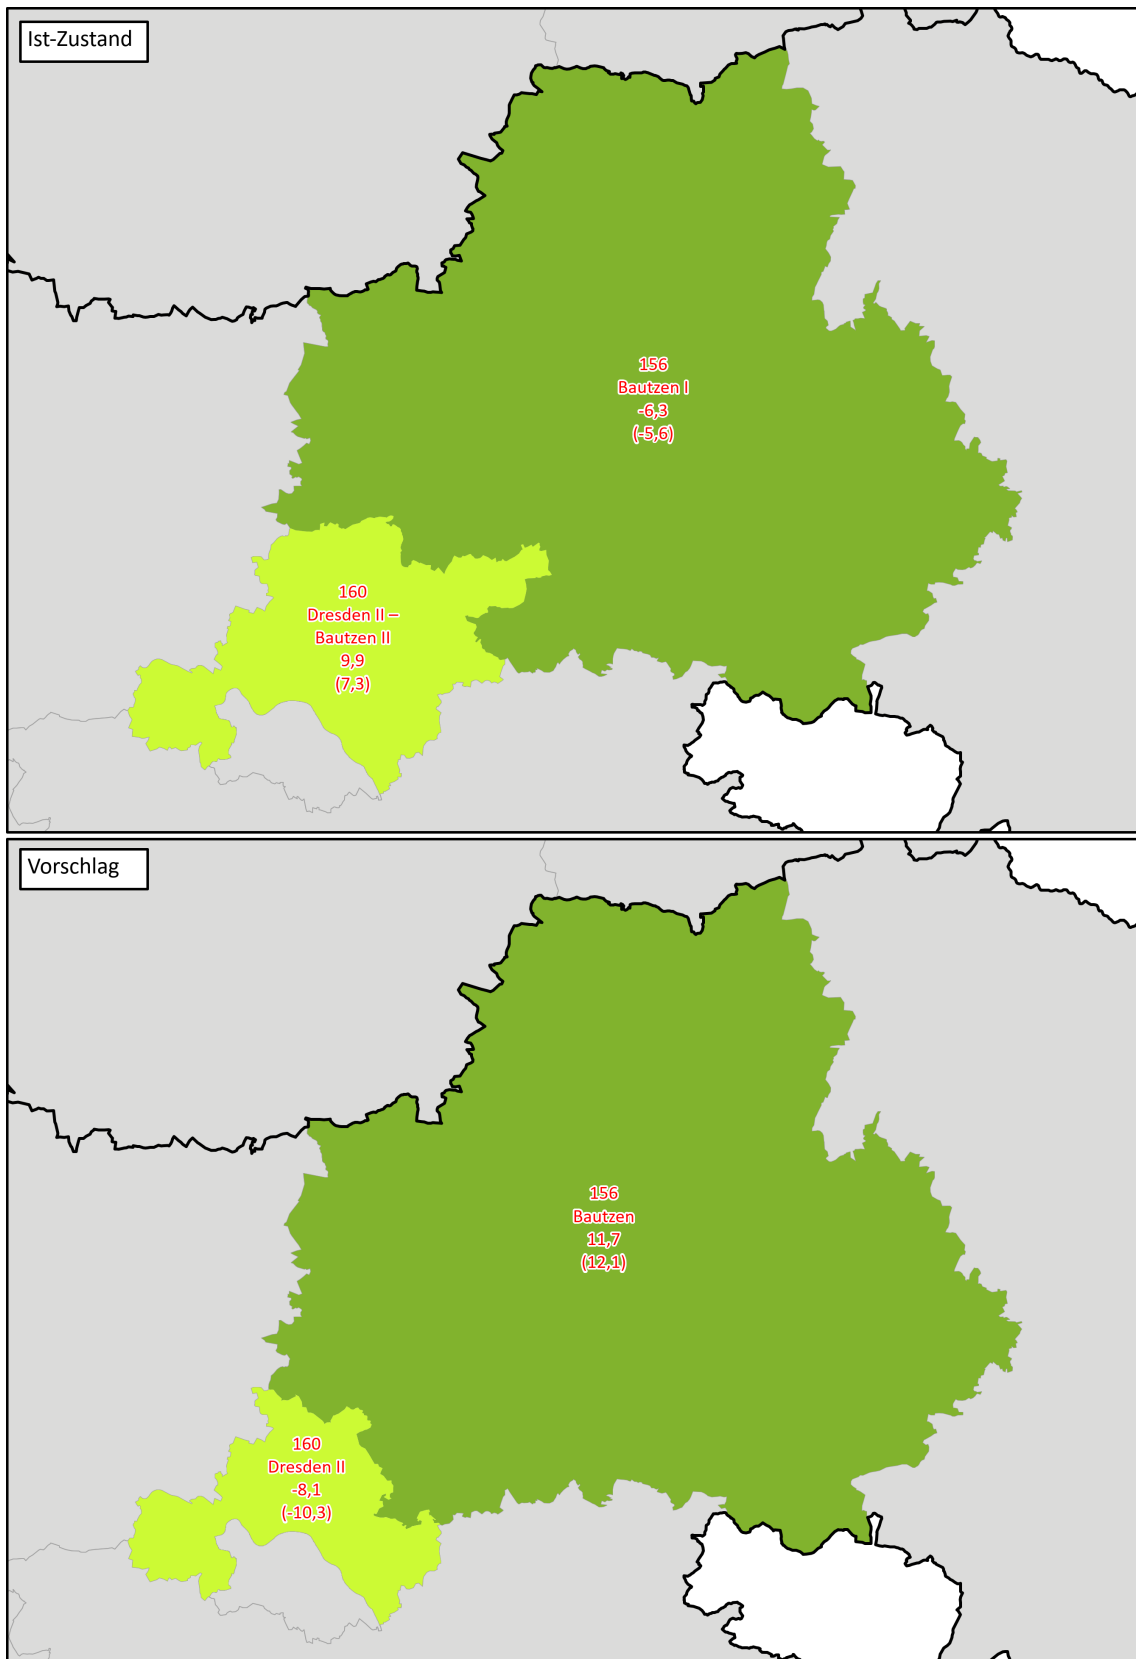 Ist-Zustand
156
Bautzen I
-6,3
(-5,6)
160
Dresden II –
Bautzen II
9,9
(7,3)
Vorschlag
156
Bautzen
11,7
(12,1)
160
Dresden II
-8,1
(-10,3)